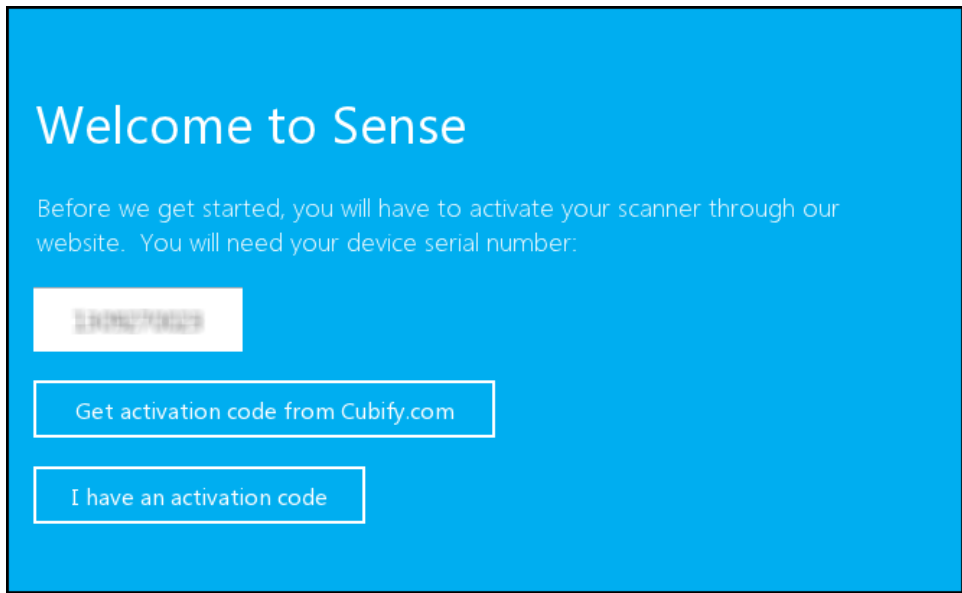 Welcome to Sense
Before we get started, you will have to activate your scanner through our
website.  You will need your device serial number:
Get activation code from Cubify.com
I have an activation code